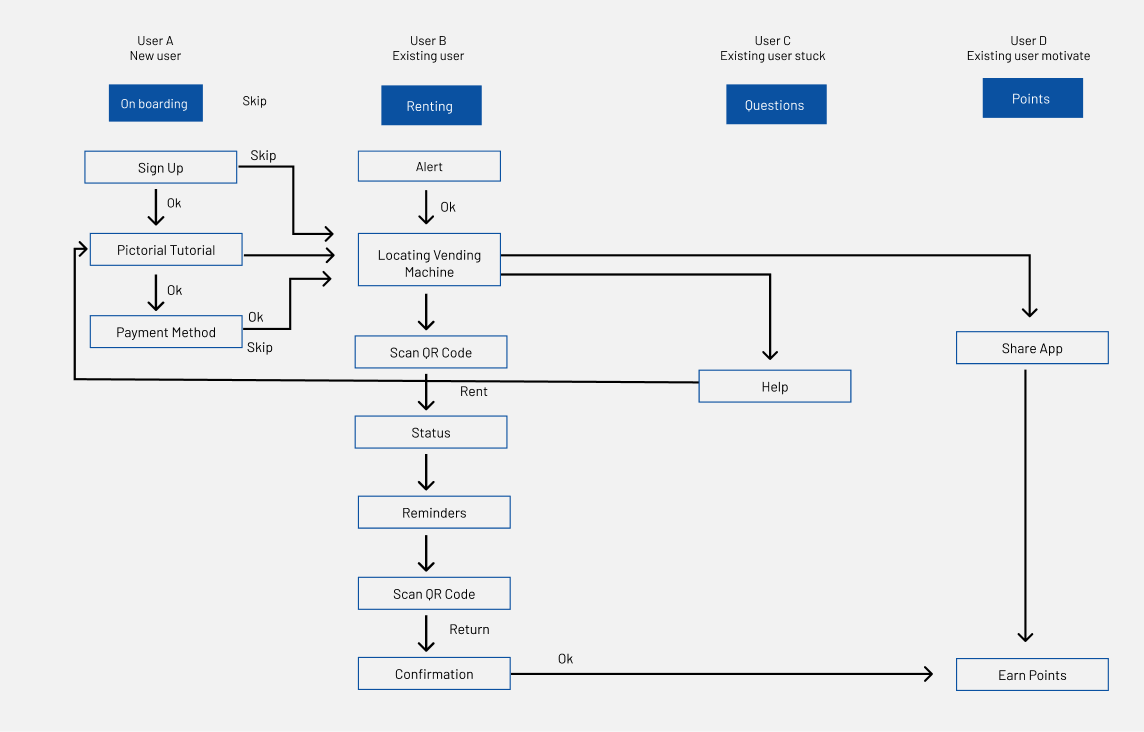 User A
New user
User B
Existing user
User C
Existing user stuck
User D
Existing user motivate
On boarding
Skip
Renting
Questions
Points
Sign Up
Skip
Alert
Ok
Ok
Pictorial Tutorial
Locating Vending
Machine
Ok
Payment Method
Ok
Skip
Scan QR Code
Share App
Help
Rent
Status
Reminders
Scan QR Code
Return
Confirmation
Ok
Earn Points